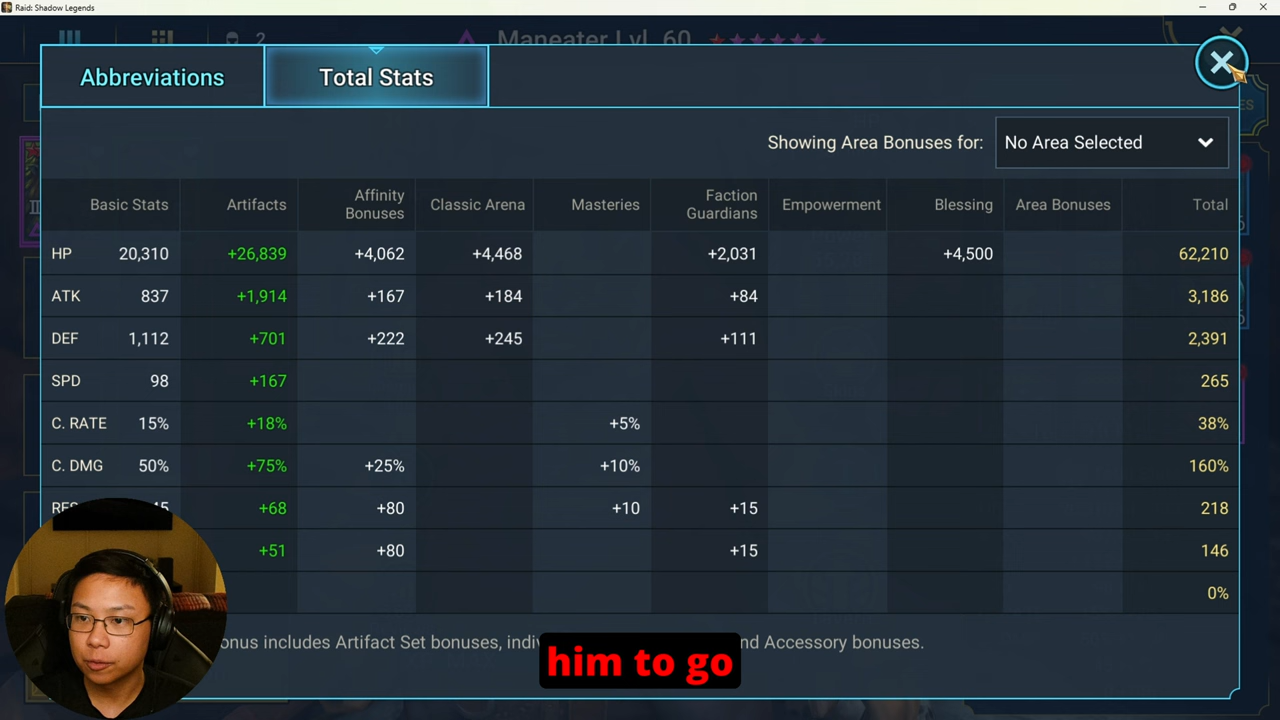 Raid: Shadow Legends
2 Maneater Lvl 60
Abbreviations Total Stats
Showing Area Bonuses for: No Area Selected
Basic Stats Artifacts Affinity Bonuses Classic Arena Masteries Faction Guardians Empowerment Blessing Area Bonuses Total
HP 20,310 +26,839 +4,062 +4,468 +2,031 +4,500 62,210
ATK 837 +1,914 +167 +184 +84 3,186
DEF 1,112 +701 +222 +245 +111 2,391
SPD 98 +167 265
C. RATE 15% +18% +5% 38%
C. DMG 50% +75% +25% +10% 160%
+68 +80 +10 +15 218
+51 +80 +15 146
0%
includes Artifact Set bonuses, Accessory bonuses.
him to go